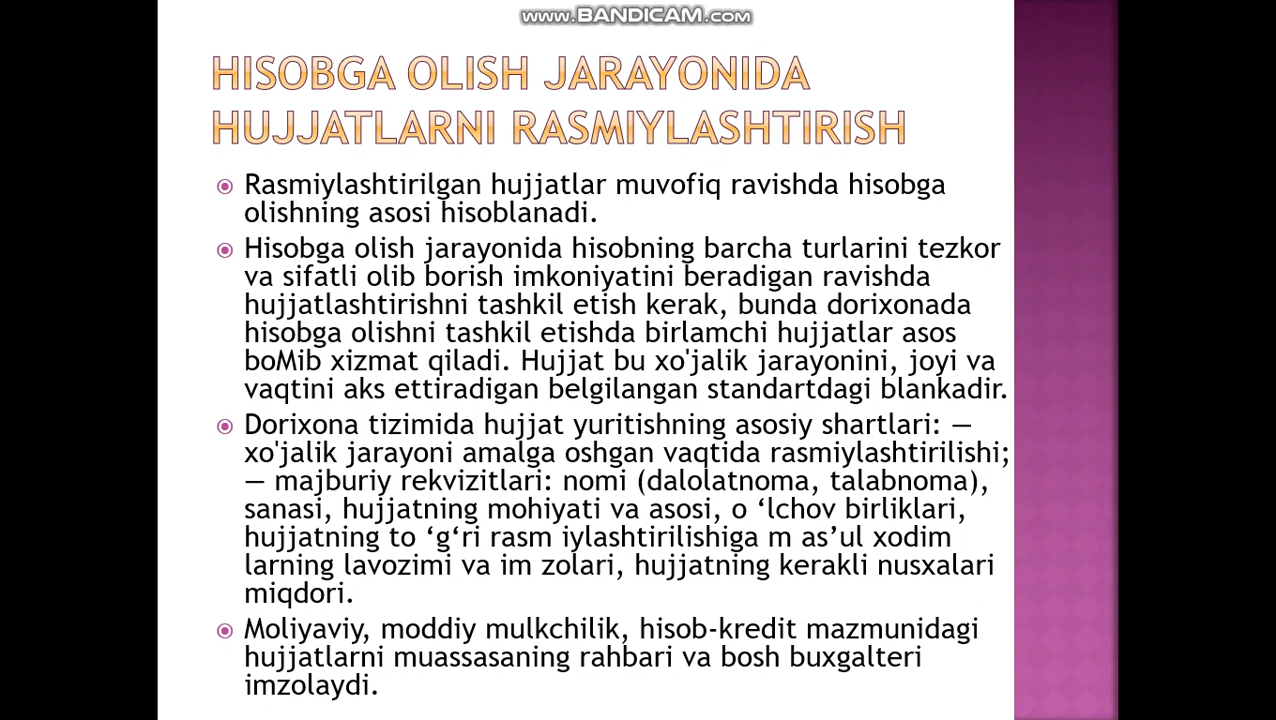 www.BANDICAM.com
HISOBGA OLISH JARAYONIDA
HUJJATLARNI RASMIYLASHTIRISH
Rasmiylashtirilgan hujjatlar muvofiq ravishda hisobga
olishning asosi hisoblanadi.
Hisobga olish jarayonida hisobning barcha turlarini tezkor
va sifatli olib borish imkoniyatini beradigan ravishda
hujjatlashtirishni tashkil etish kerak, bunda dorixonada
hisobga olishni tashkil etishda birlamchi hujjatlar asos
boMib xizmat qiladi. Hujjat bu xo'jalik jarayonini, joyi va
vaqtini aks ettiradigan belgilangan standartdagi blankadir.
Dorixona tizimida hujjat yuritishning asosiy shartlari: —
xo'jalik jarayoni amalga oshgan vaqtida rasmiylashtirilishi;
— majburiy rekvizitlari: nomi (dalolatnoma, talabnoma),
sanasi, hujjatning mohiyati va asosi, o ‘lchov birliklari,
hujjatning to ‘g‘ri rasm iylashtirilishiga m as’ul xodim
larning lavozimi va im zolari, hujjatning kerakli nusxalari
miqdori.
Moliyaviy, moddiy mulkchilik, hisob-kredit mazmunidagi
hujjatlarni muassasaning rahbari va bosh buxgalteri
imzolaydi.